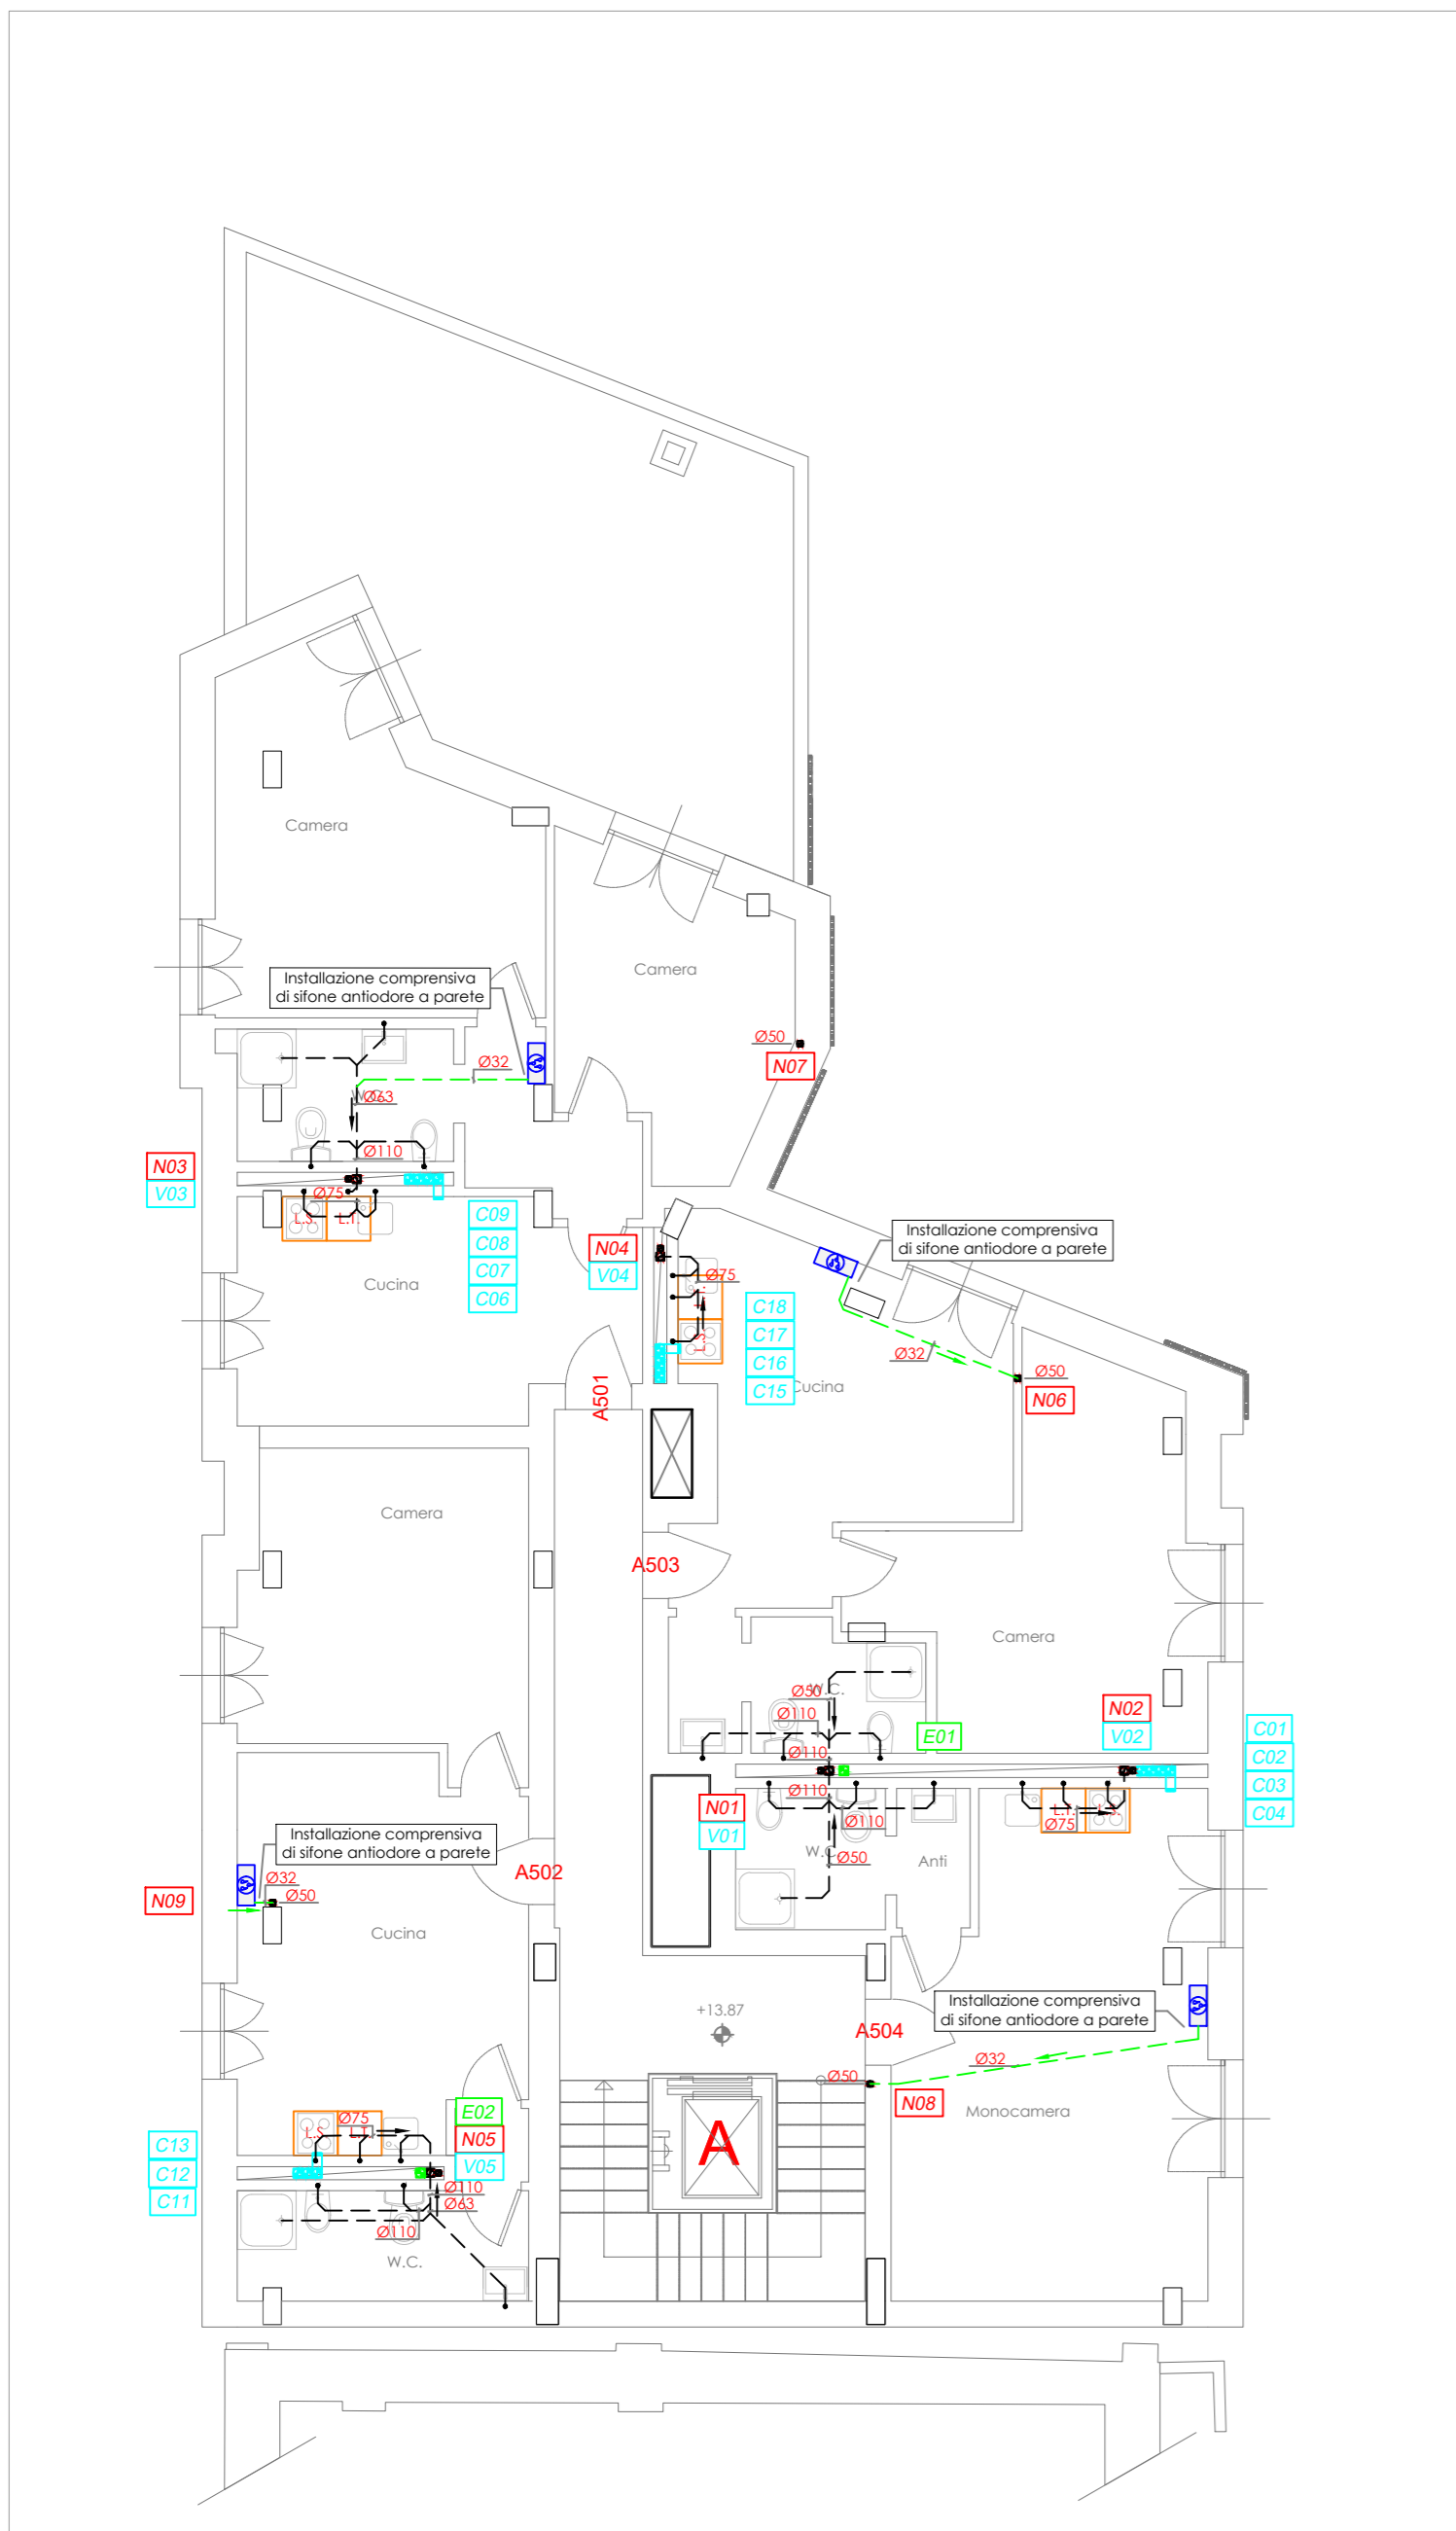 Camera
Camera
Installazione comprensiva
di sifone antiodore a parete
Ø50
N07
Ø32
W.C.
Ø63
Ø110
N03
V03
Ø75
L.S.
L.T.
C09
C08
C07
C06
Cucina
N04
V04
Ø75
L.T.
L.S.
Installazione comprensiva
di sifone antiodore a parete
C18
C17
C16
C15
Cucina
Ø32
Ø50
N06
A501
Camera
A503
Camera
W.C.
Ø50
Ø110
Ø110
E01
N02
V02
C01
C02
C03
C04
N01
V01
Ø110
Ø110
L.T.
L.S.
Ø75
W.C.
Ø50
Anti
Installazione comprensiva
di sifone antiodore a parete
A502
Ø32
Ø50
N09
Cucina
Installazione comprensiva
di sifone antiodore a parete
+13.87
A504
Ø32
Ø50
N08
Monocamera
A
E02
N05
V05
Ø75
L.S.
L.T.
C13
C12
C11
Ø110
Ø63
Ø110
W.C.